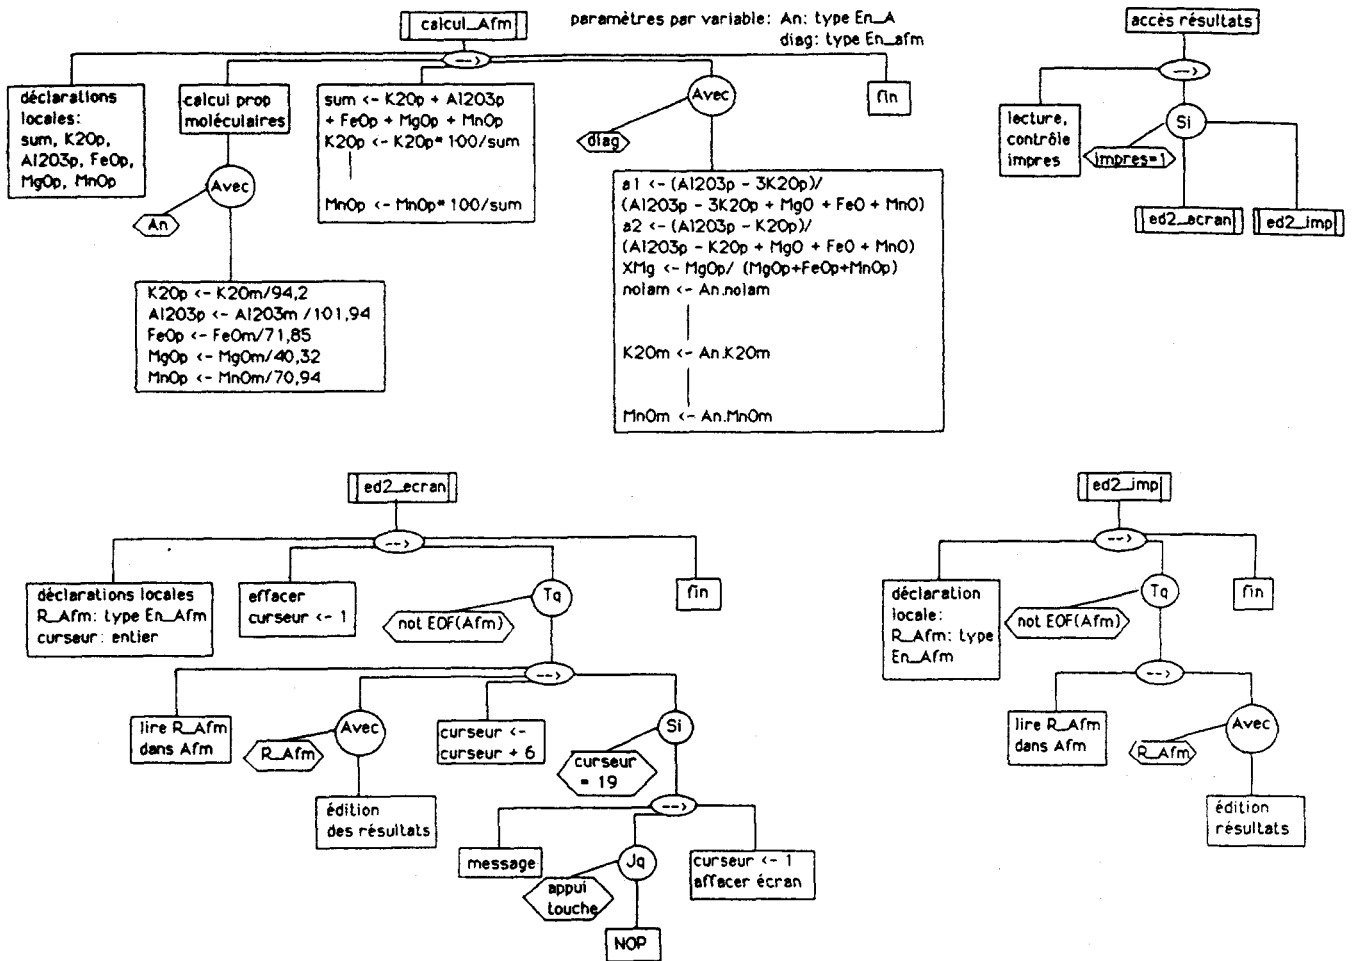 calcul_Afm
paramètres par variable: An: type En_A
diag: type En_afm
-->
déclarations
locales:
sum, K2Op,
Al2O3p, FeOp,
MgOp, MnOp
calcul prop
moléculaires
Avec
An
K2Op <- K2Om/94,2
Al2O3p <- Al2O3m /101,94
FeOp <- FeOm/71,85
MgOp <- MgOm/40,32
MnOp <- MnOm/70,94
sum <- K2Op + Al2O3p
+ FeOp + MgOp + MnOp
K2Op <- K2Op* 100/sum
MnOp <- MnOp* 100/sum
Avec
diag
a1 <- (Al2O3p - 3K2Op)/
(Al2O3p - 3K2Op + MgO + FeO + MnO)
a2 <- (Al2O3p - K2Op)/
(Al2O3p - K2Op + MgO + FeO + MnO)
XMg <- MgOp/ (MgOp+FeOp+MnOp)
nolam <- An.nolam
K2Om <- An.K2Om
MnOm <- An.MnOm
fin
accès résultats
-->
lecture,
contrôle
impres
Si
impres=1
ed2_ecran
ed2_imp
ed2_ecran
-->
déclarations locales
R_Afm: type En_Afm
curseur: entier
effacer
curseur <- 1
Tq
not EOF(Afm)
fin
-->
lire R_Afm
dans Afm
Avec
R_Afm
édition
des résultats
curseur <-
curseur + 6
Si
curseur
= 19
-->
message
Jq
appui
touche
NOP
curseur <- 1
affacer écran
ed2_imp
-->
déclaration
locale:
R_Afm: type
En_Afm
Tq
not EOF(Afm)
fin
-->
lire R_Afm
dans Afm
Avec
R_Afm
édition
résultats